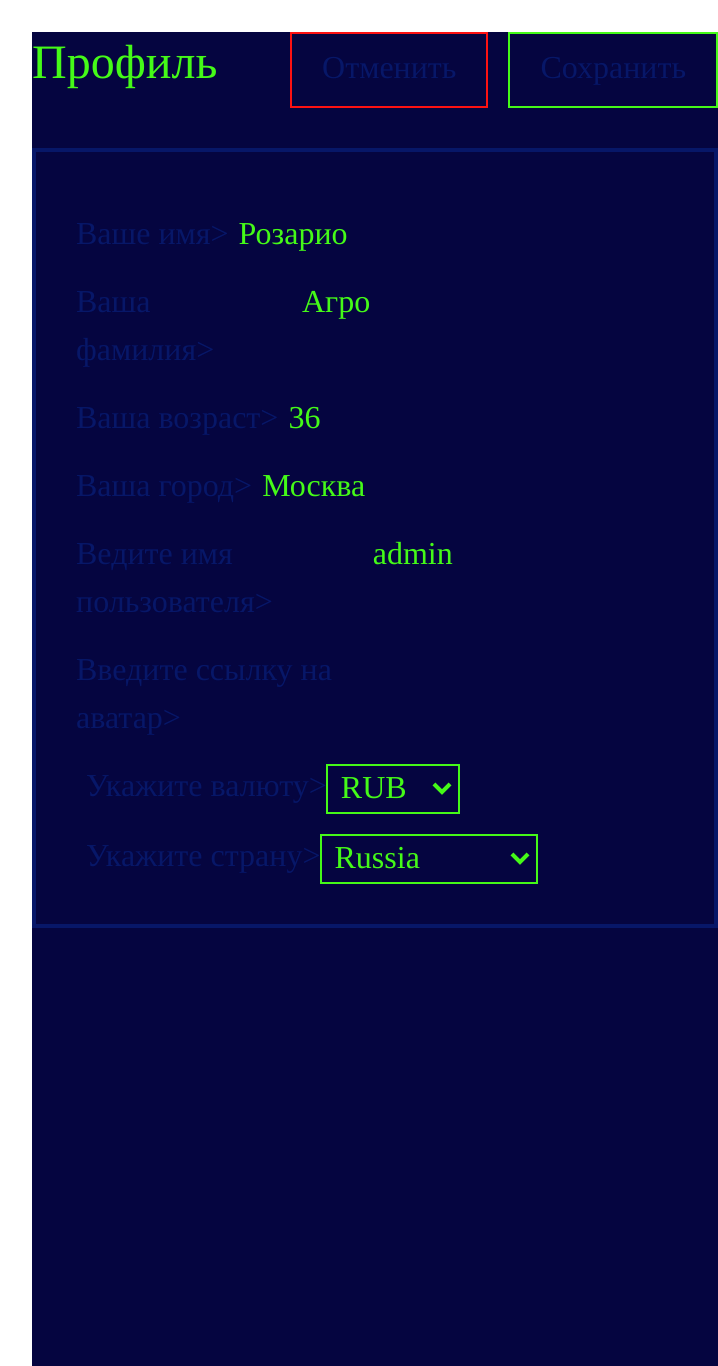 Профиль Отменить Сохранить
Ваше имя> Розарио
Ваша Агро
фамилия>
Ваша возраст> 36
Ваша город> Москва
Ведите имя admin
пользователя>
Введите ссылку на
аватар>
Укажите валюту> RUB
Укажите страну> Russia